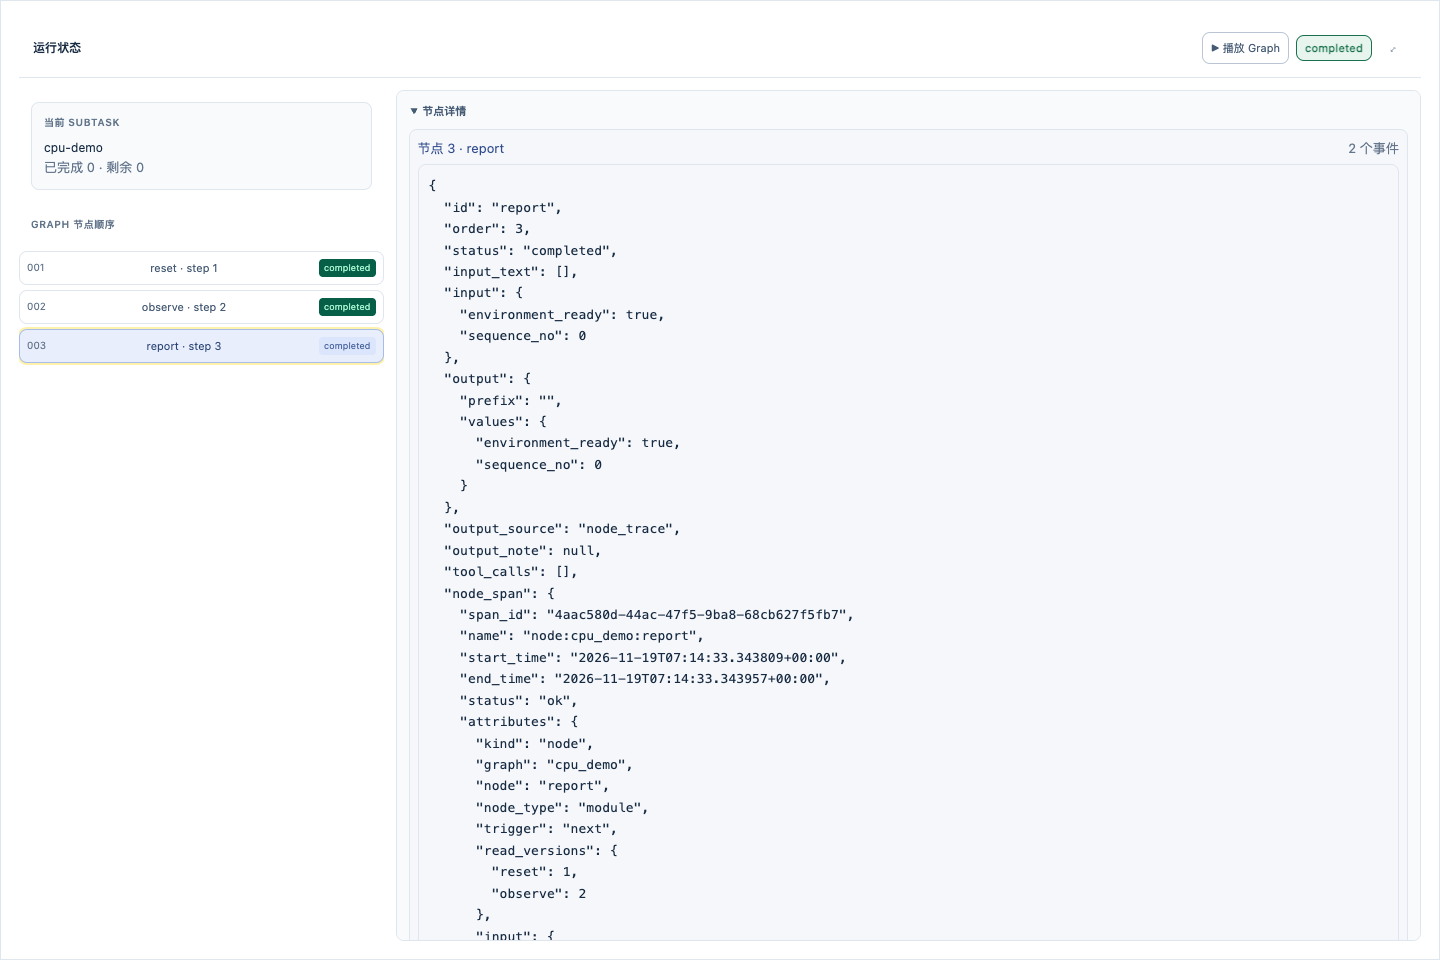 运行状态
▶ 播放 Graph
completed
当前 SUBTASK
cpu-demo
已完成 0 · 剩余 0
GRAPH 节点顺序
001 reset · step 1 completed
002 observe · step 2 completed
003 report · step 3 completed
▼ 节点详情
节点 3 · report 2 个事件
{
  "id": "report",
  "order": 3,
  "status": "completed",
  "input_text": [],
  "input": {
    "environment_ready": true,
    "sequence_no": 0
  },
  "output": {
    "prefix": "",
    "values": {
      "environment_ready": true,
      "sequence_no": 0
    }
  },
  "output_source": "node_trace",
  "output_note": null,
  "tool_calls": [],
  "node_span": {
    "span_id": "4aac580d-44ac-47f5-9ba8-68cb627f5fb7",
    "name": "node:cpu_demo:report",
    "start_time": "2026-11-19T07:14:33.343809+00:00",
    "end_time": "2026-11-19T07:14:33.343957+00:00",
    "status": "ok",
    "attributes": {
      "kind": "node",
      "graph": "cpu_demo",
      "node": "report",
      "node_type": "module",
      "trigger": "next",
      "read_versions": {
        "reset": 1,
        "observe": 2
      },
      "input": {